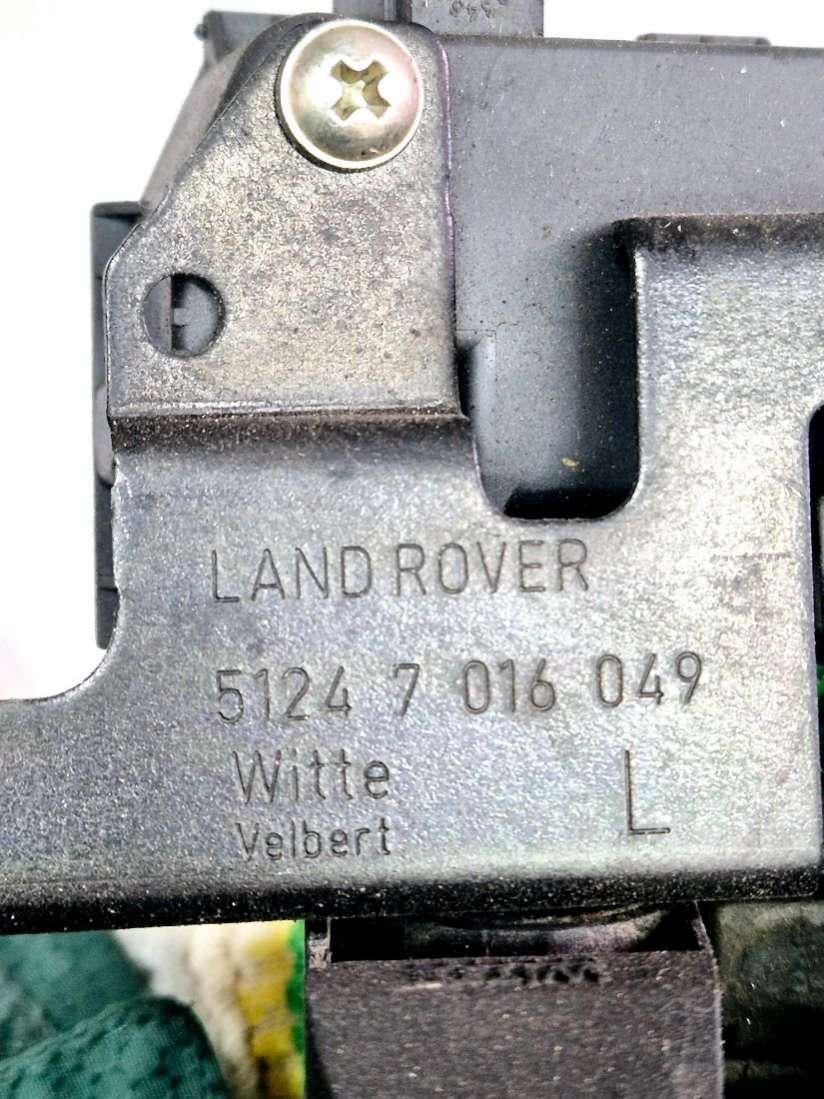 LAND ROVER
5124 7 016 049
Witte L
Velbert